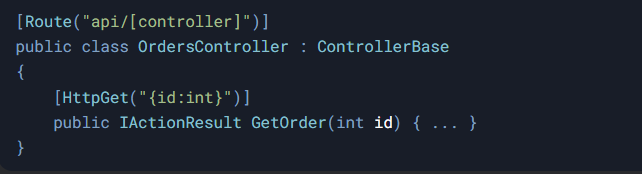 [Route("api/[controller]")]
public class OrdersController : ControllerBase
{
    [HttpGet("{id:int}")]
    public IActionResult GetOrder(int id) { ... }
}